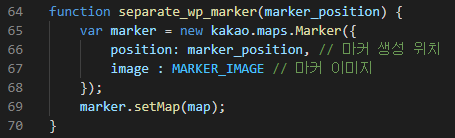 64 function separate_wp_marker(marker_position) {
65     var marker = new kakao.maps.Marker({
66         position: marker_position, // 마커 생성 위치
67         image : MARKER_IMAGE // 마커 이미지
68     });
69     marker.setMap(map);
70 }